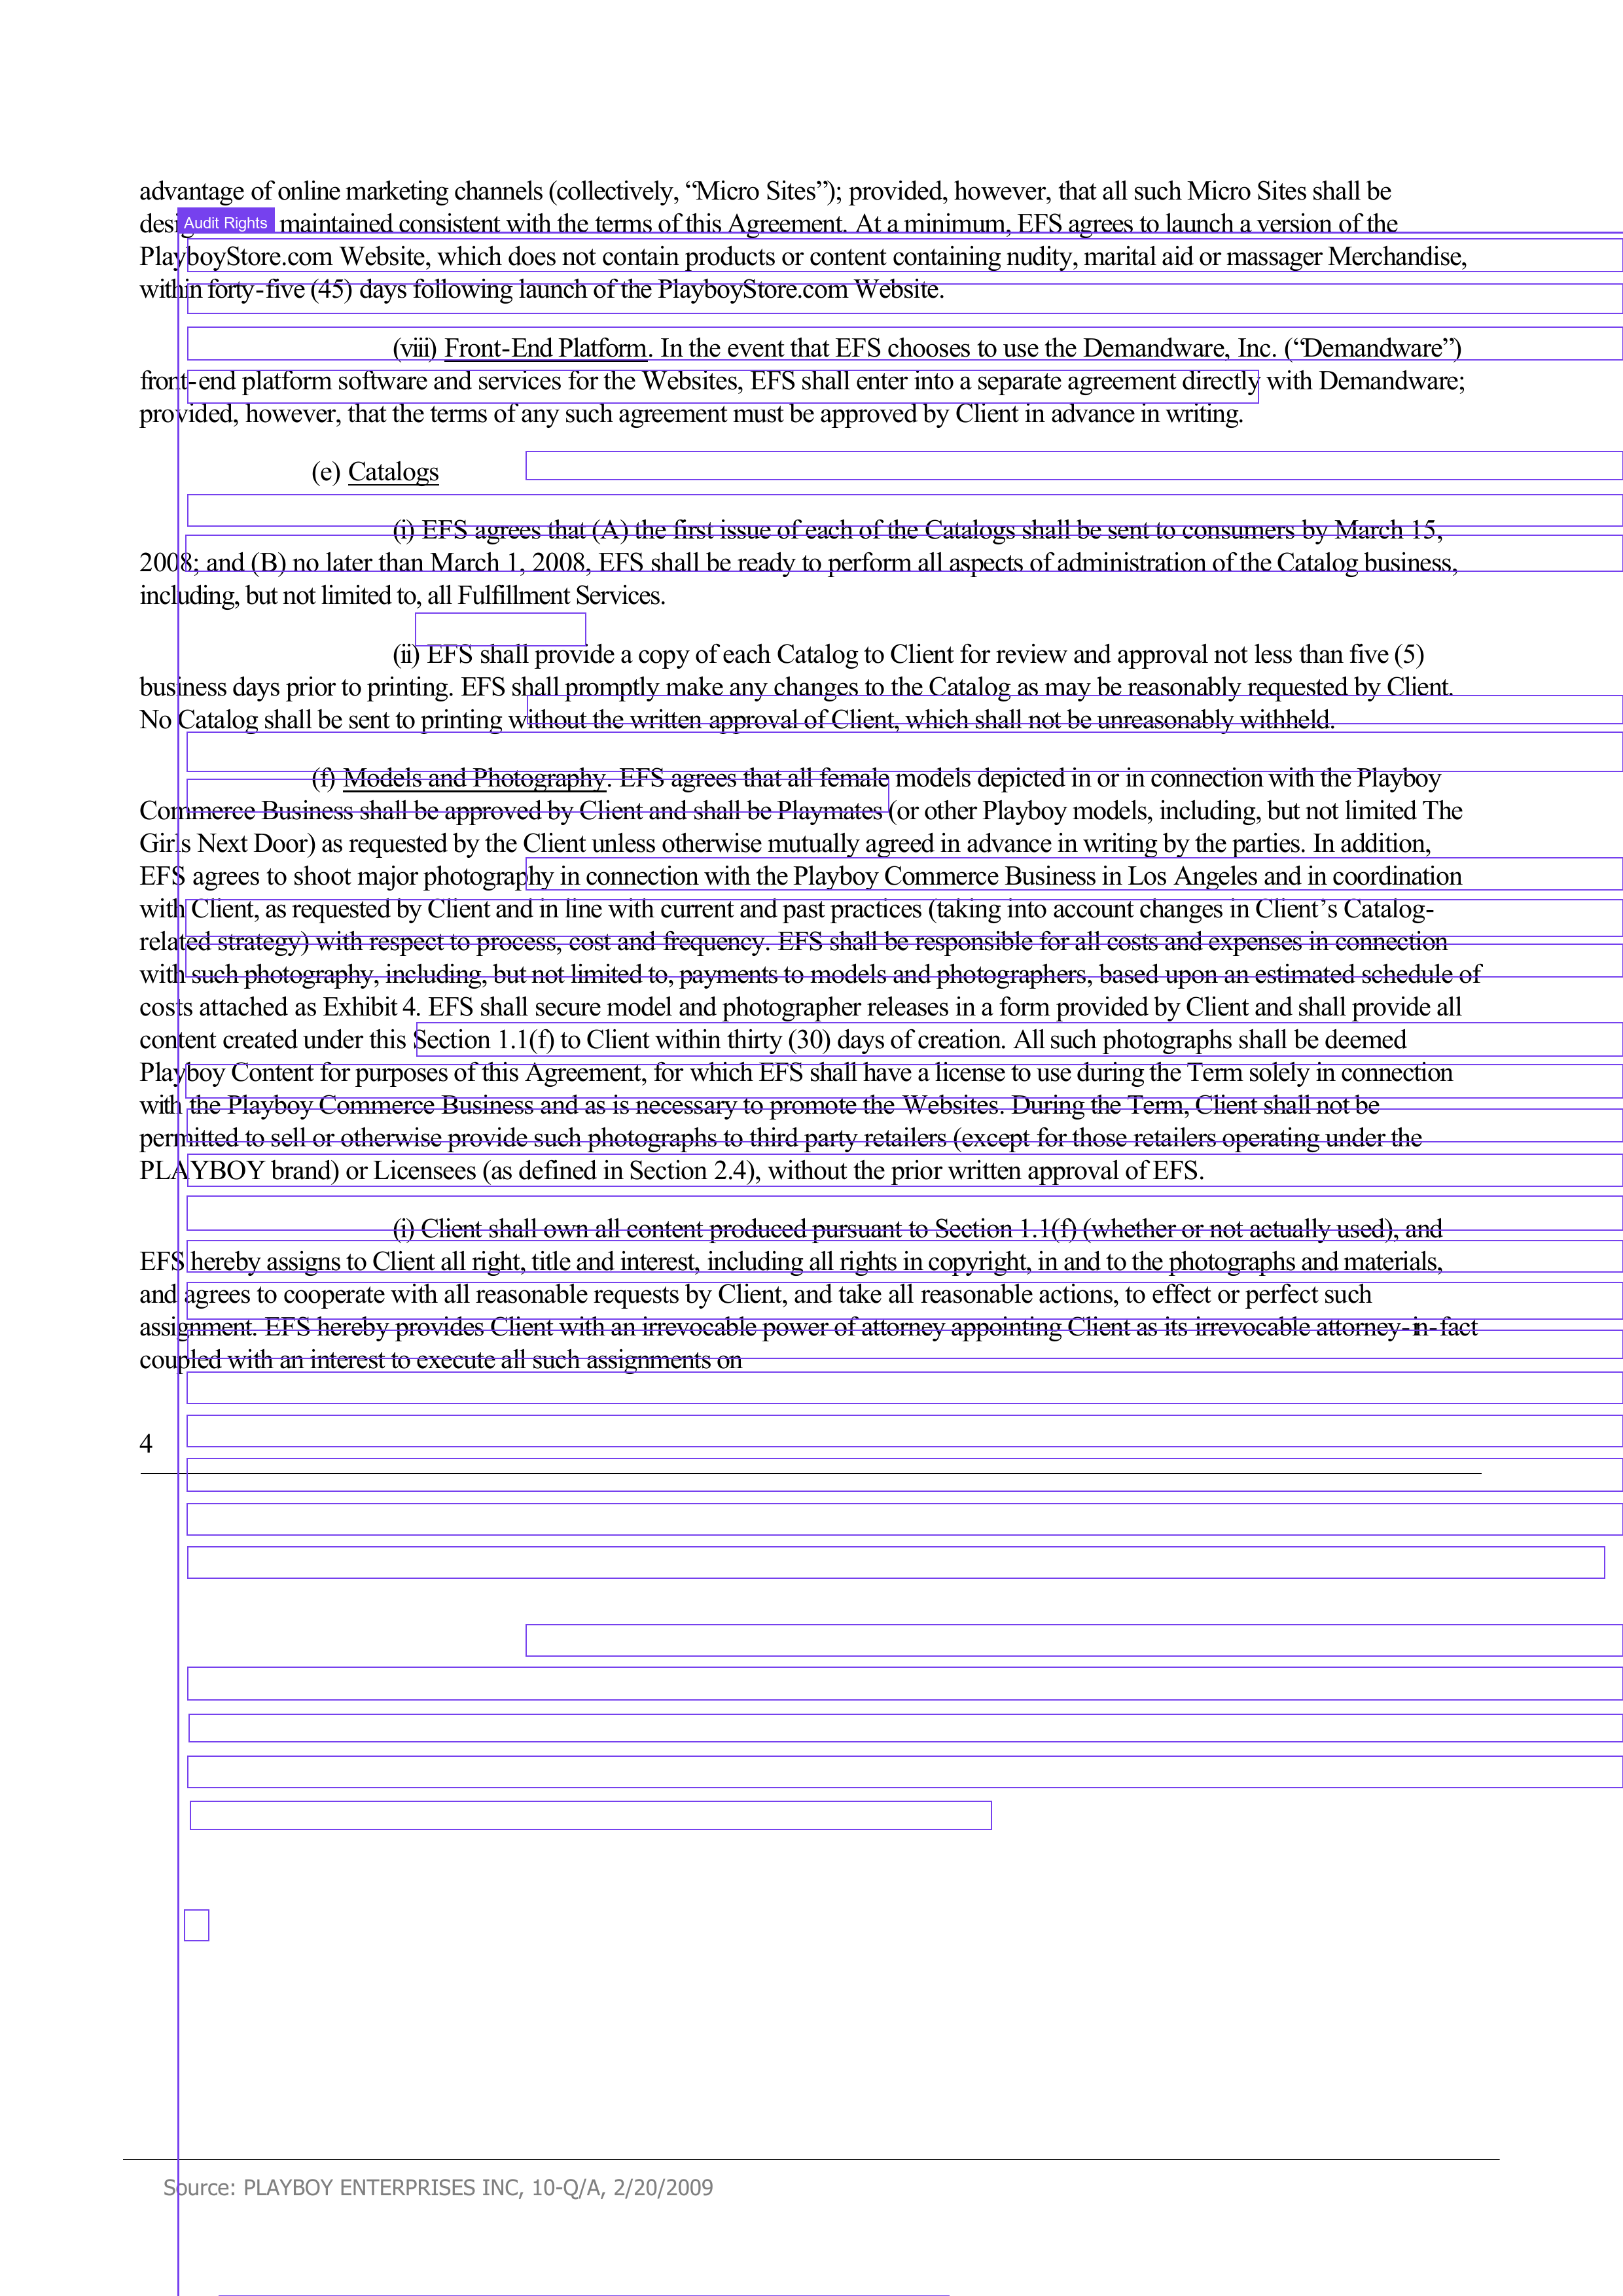 advantage of online marketing channels (collectively, “Micro Sites”); provided, however, that all such Micro Sites shall be
Audit Rights
maintained consistent with the terms of this Agreement. At a minimum, EFS agrees to launch a version of the
PlayboyStore.com Website, which does not contain products or content containing nudity, marital aid or massager Merchandise,
within forty-five (45) days following launch of the PlayboyStore.com Website.
(viii) Front-End Platform. In the event that EFS chooses to use the Demandware, Inc. (“Demandware”)
front-end platform software and services for the Websites, EFS shall enter into a separate agreement directly with Demandware;
provided, however, that the terms of any such agreement must be approved by Client in advance in writing.
(e) Catalogs
(i) EFS agrees that (A) the first issue of each of the Catalogs shall be sent to consumers by March 15,
2008; and (B) no later than March 1, 2008, EFS shall be ready to perform all aspects of administration of the Catalog business,
including, but not limited to, all Fulfillment Services.
(ii) EFS shall provide a copy of each Catalog to Client for review and approval not less than five (5)
business days prior to printing. EFS shall promptly make any changes to the Catalog as may be reasonably requested by Client.
No Catalog shall be sent to printing without the written approval of Client, which shall not be unreasonably withheld.
(f) Models and Photography. EFS agrees that all female models depicted in or in connection with the Playboy
Commerce Business shall be approved by Client and shall be Playmates (or other Playboy models, including, but not limited The
Girls Next Door) as requested by the Client unless otherwise mutually agreed in advance in writing by the parties. In addition,
EFS agrees to shoot major photography in connection with the Playboy Commerce Business in Los Angeles and in coordination
with Client, as requested by Client and in line with current and past practices (taking into account changes in Client’s Catalog-
related strategy) with respect to process, cost and frequency. EFS shall be responsible for all costs and expenses in connection
with such photography, including, but not limited to, payments to models and photographers, based upon an estimated schedule of
costs attached as Exhibit 4. EFS shall secure model and photographer releases in a form provided by Client and shall provide all
content created under this Section 1.1(f) to Client within thirty (30) days of creation. All such photographs shall be deemed
Playboy Content for purposes of this Agreement, for which EFS shall have a license to use during the Term solely in connection
with the Playboy Commerce Business and as is necessary to promote the Websites. During the Term, Client shall not be
permitted to sell or otherwise provide such photographs to third party retailers (except for those retailers operating under the
PLAYBOY brand) or Licensees (as defined in Section 2.4), without the prior written approval of EFS.
(i) Client shall own all content produced pursuant to Section 1.1(f) (whether or not actually used), and
EFS hereby assigns to Client all right, title and interest, including all rights in copyright, in and to the photographs and materials,
and agrees to cooperate with all reasonable requests by Client, and take all reasonable actions, to effect or perfect such
assignment. EFS hereby provides Client with an irrevocable power of attorney appointing Client as its irrevocable attorney-in-fact
coupled with an interest to execute all such assignments on
4
Source: PLAYBOY ENTERPRISES INC, 10-Q/A, 2/20/2009